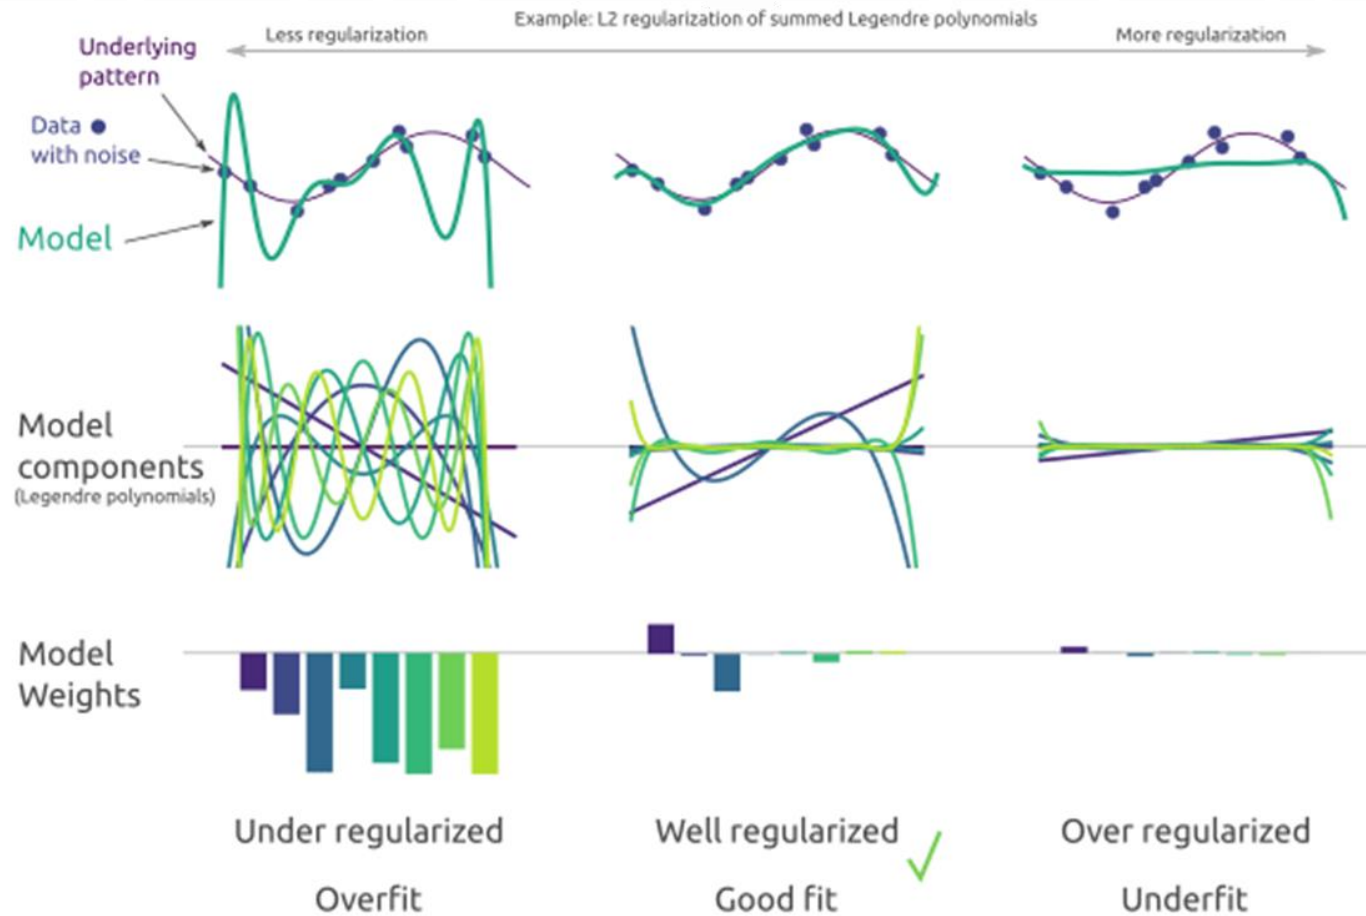 Example: L2 regularization of summed Legendre polynomials
Less regularization
More regularization
Underlying
pattern
Data
with noise
Model
Model
components
(Legendre polynomials)
Model
Weights
Under regularized
Well regularized
Over regularized
Overfit
Good fit
Underfit